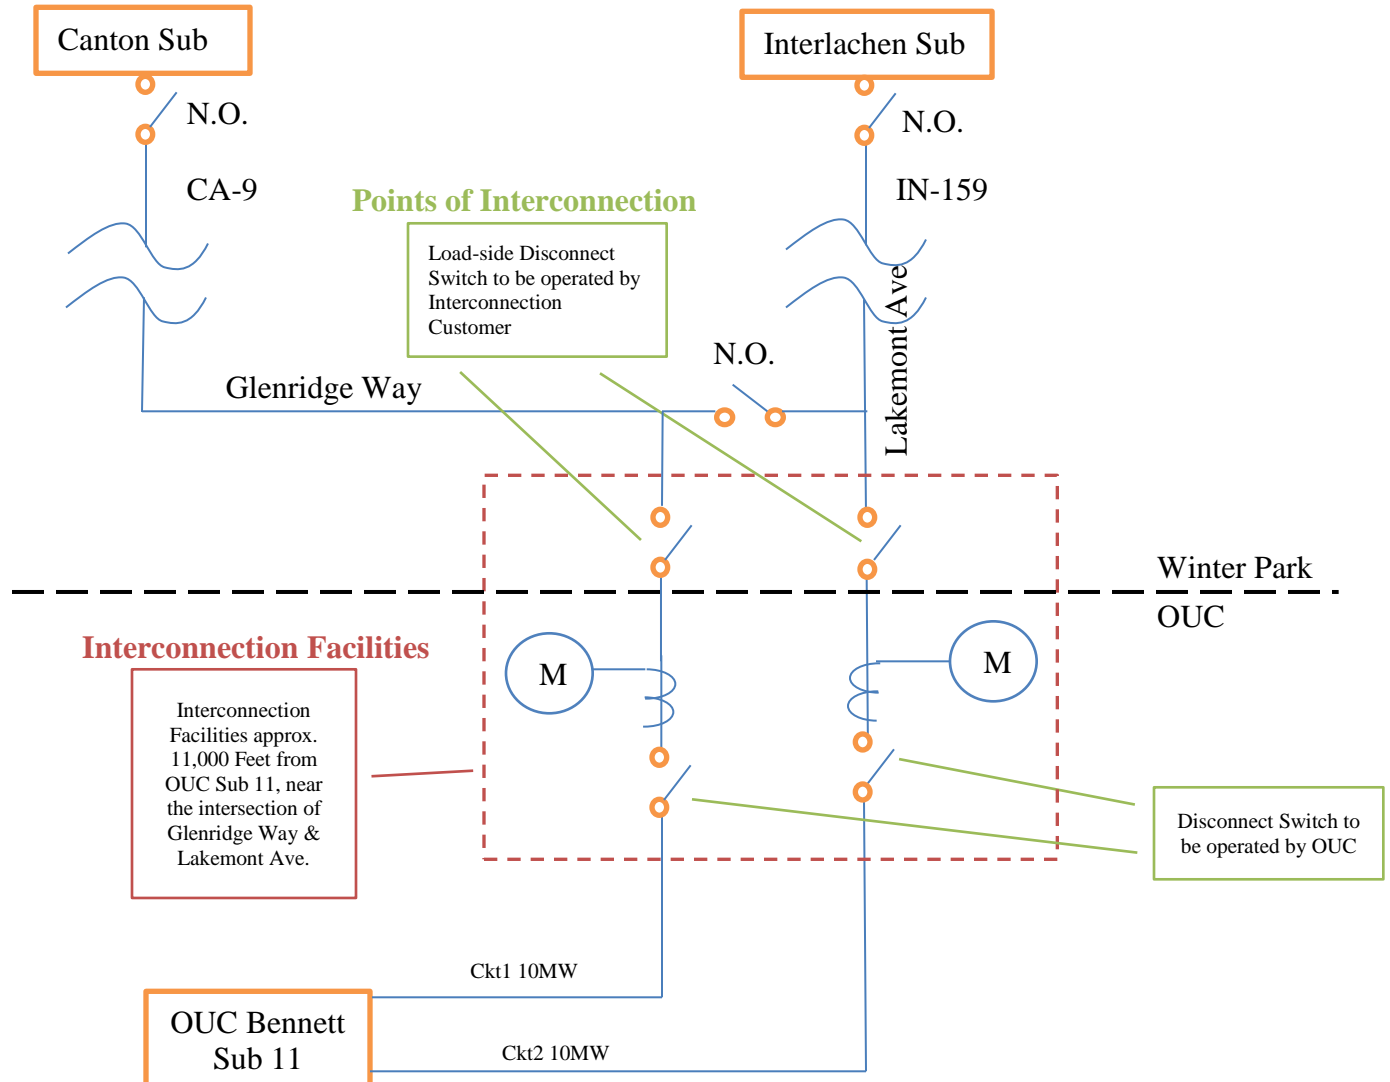 Canton Sub
Interlachen Sub
N.O.
N.O.
CA-9
IN-159
Points of Interconnection
Load-side Disconnect
Switch to be operated by
Interconnection
Customer
Lakemont Ave
N.O.
Glenridge Way
Winter Park
OUC
Interconnection Facilities
M
M
Interconnection
Facilities approx.
11,000 Feet from
OUC Sub 11, near
the intersection of
Glenridge Way &
Lakemont Ave.
Disconnect Switch to
be operated by OUC
Ckt1 10MW
OUC Bennett
Sub 11
Ckt2 10MW